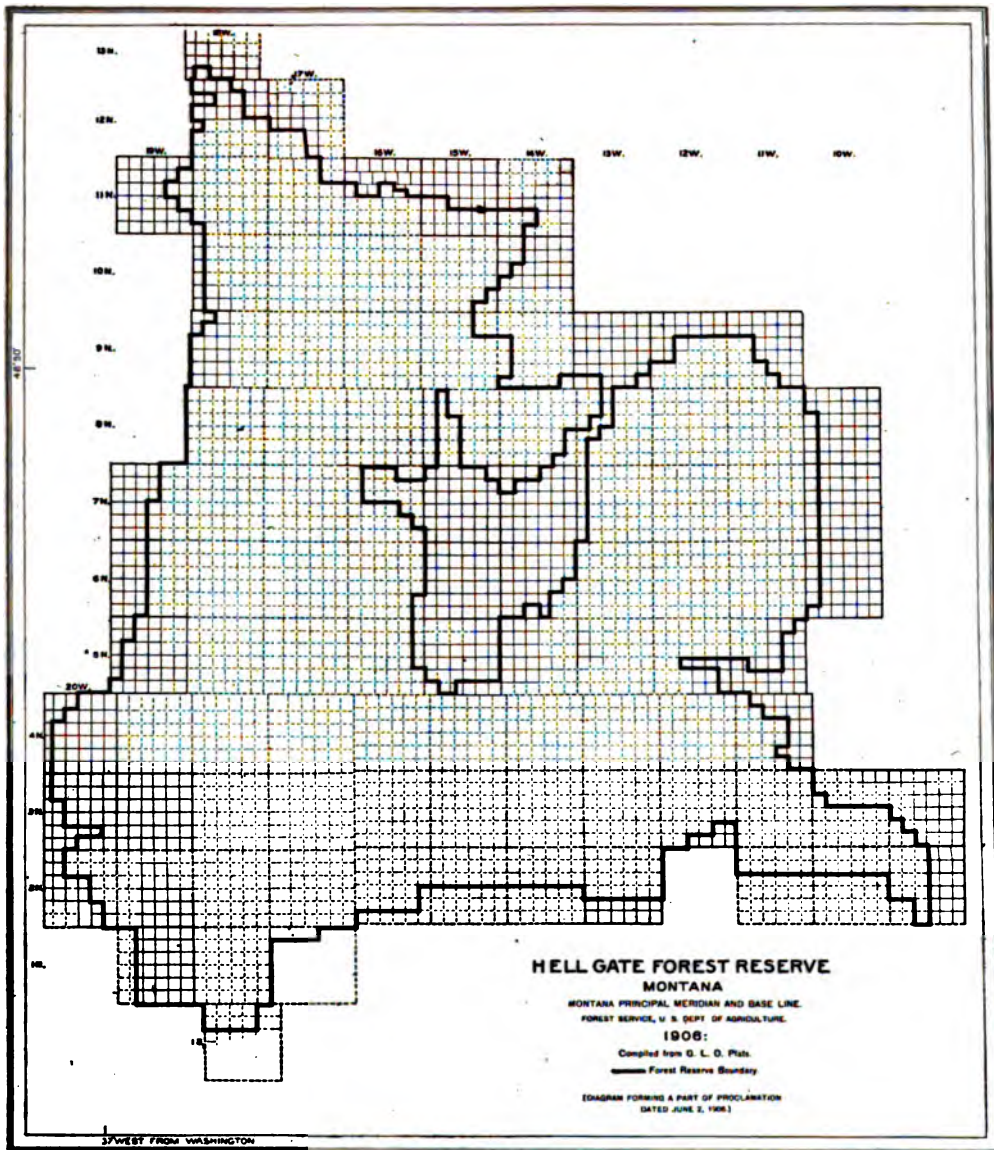 18W.
13N.
17W.
12N.
19W. 16W. 15W. 14W. 13W. 12W. 11W. 10W.
11N.
10N.
9N.
46°30'
8N.
7N.
6N.
5N.
20W.
4N.
3N.
2N.
1N.
1S.
HELL GATE FOREST RESERVE
MONTANA
MONTANA PRINCIPAL MERIDIAN AND BASE LINE.
FOREST SERVICE, U. S. DEPT. OF AGRICULTURE.
1906:
Compiled from G. L. O. Plats.
Forest Reserve Boundary
[DIAGRAM FORMING A PART OF PROCLAMATION
DATED JUNE 2, 1906.]
37°WEST FROM WASHINGTON